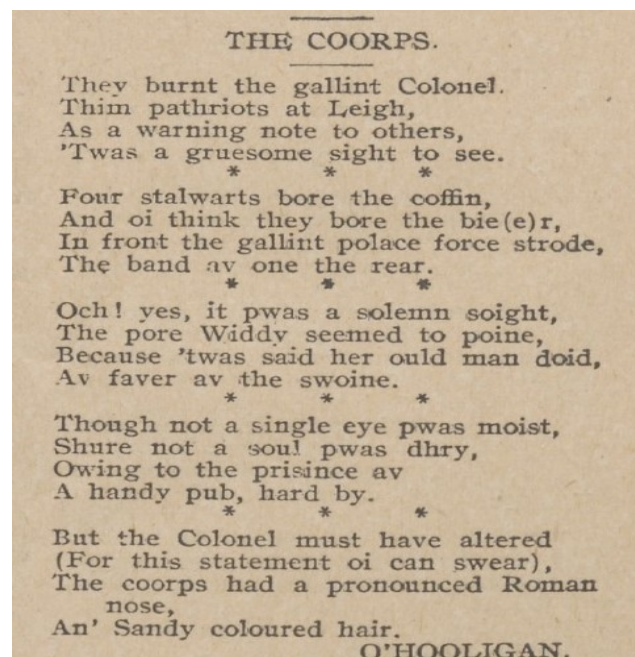 THE COORPS.
They burnt the gallint Colonel.
Thim pathriots at Leigh,
As a warning note to others,
'Twas a gruesome sight to see.
* * *
Four stalwarts bore the coffin,
And oi think they bore the bie(e)r,
In front the gallint polace force strode,
The band av one the rear.
* * *
Och! yes, it pwas a solemn soight,
The pore Widdy seemed to poine,
Because 'twas said her ould man doid,
Av faver av the swoine.
* * *
Though not a single eye pwas moist,
Shure not a soul pwas dhry,
Owing to the prisince av
A handy pub, hard by.
* * *
But the Colonel must have altered
(For this statement oi can swear),
The coorps had a pronounced Roman
nose,
An' Sandy coloured hair.
O'HOOLIGAN.